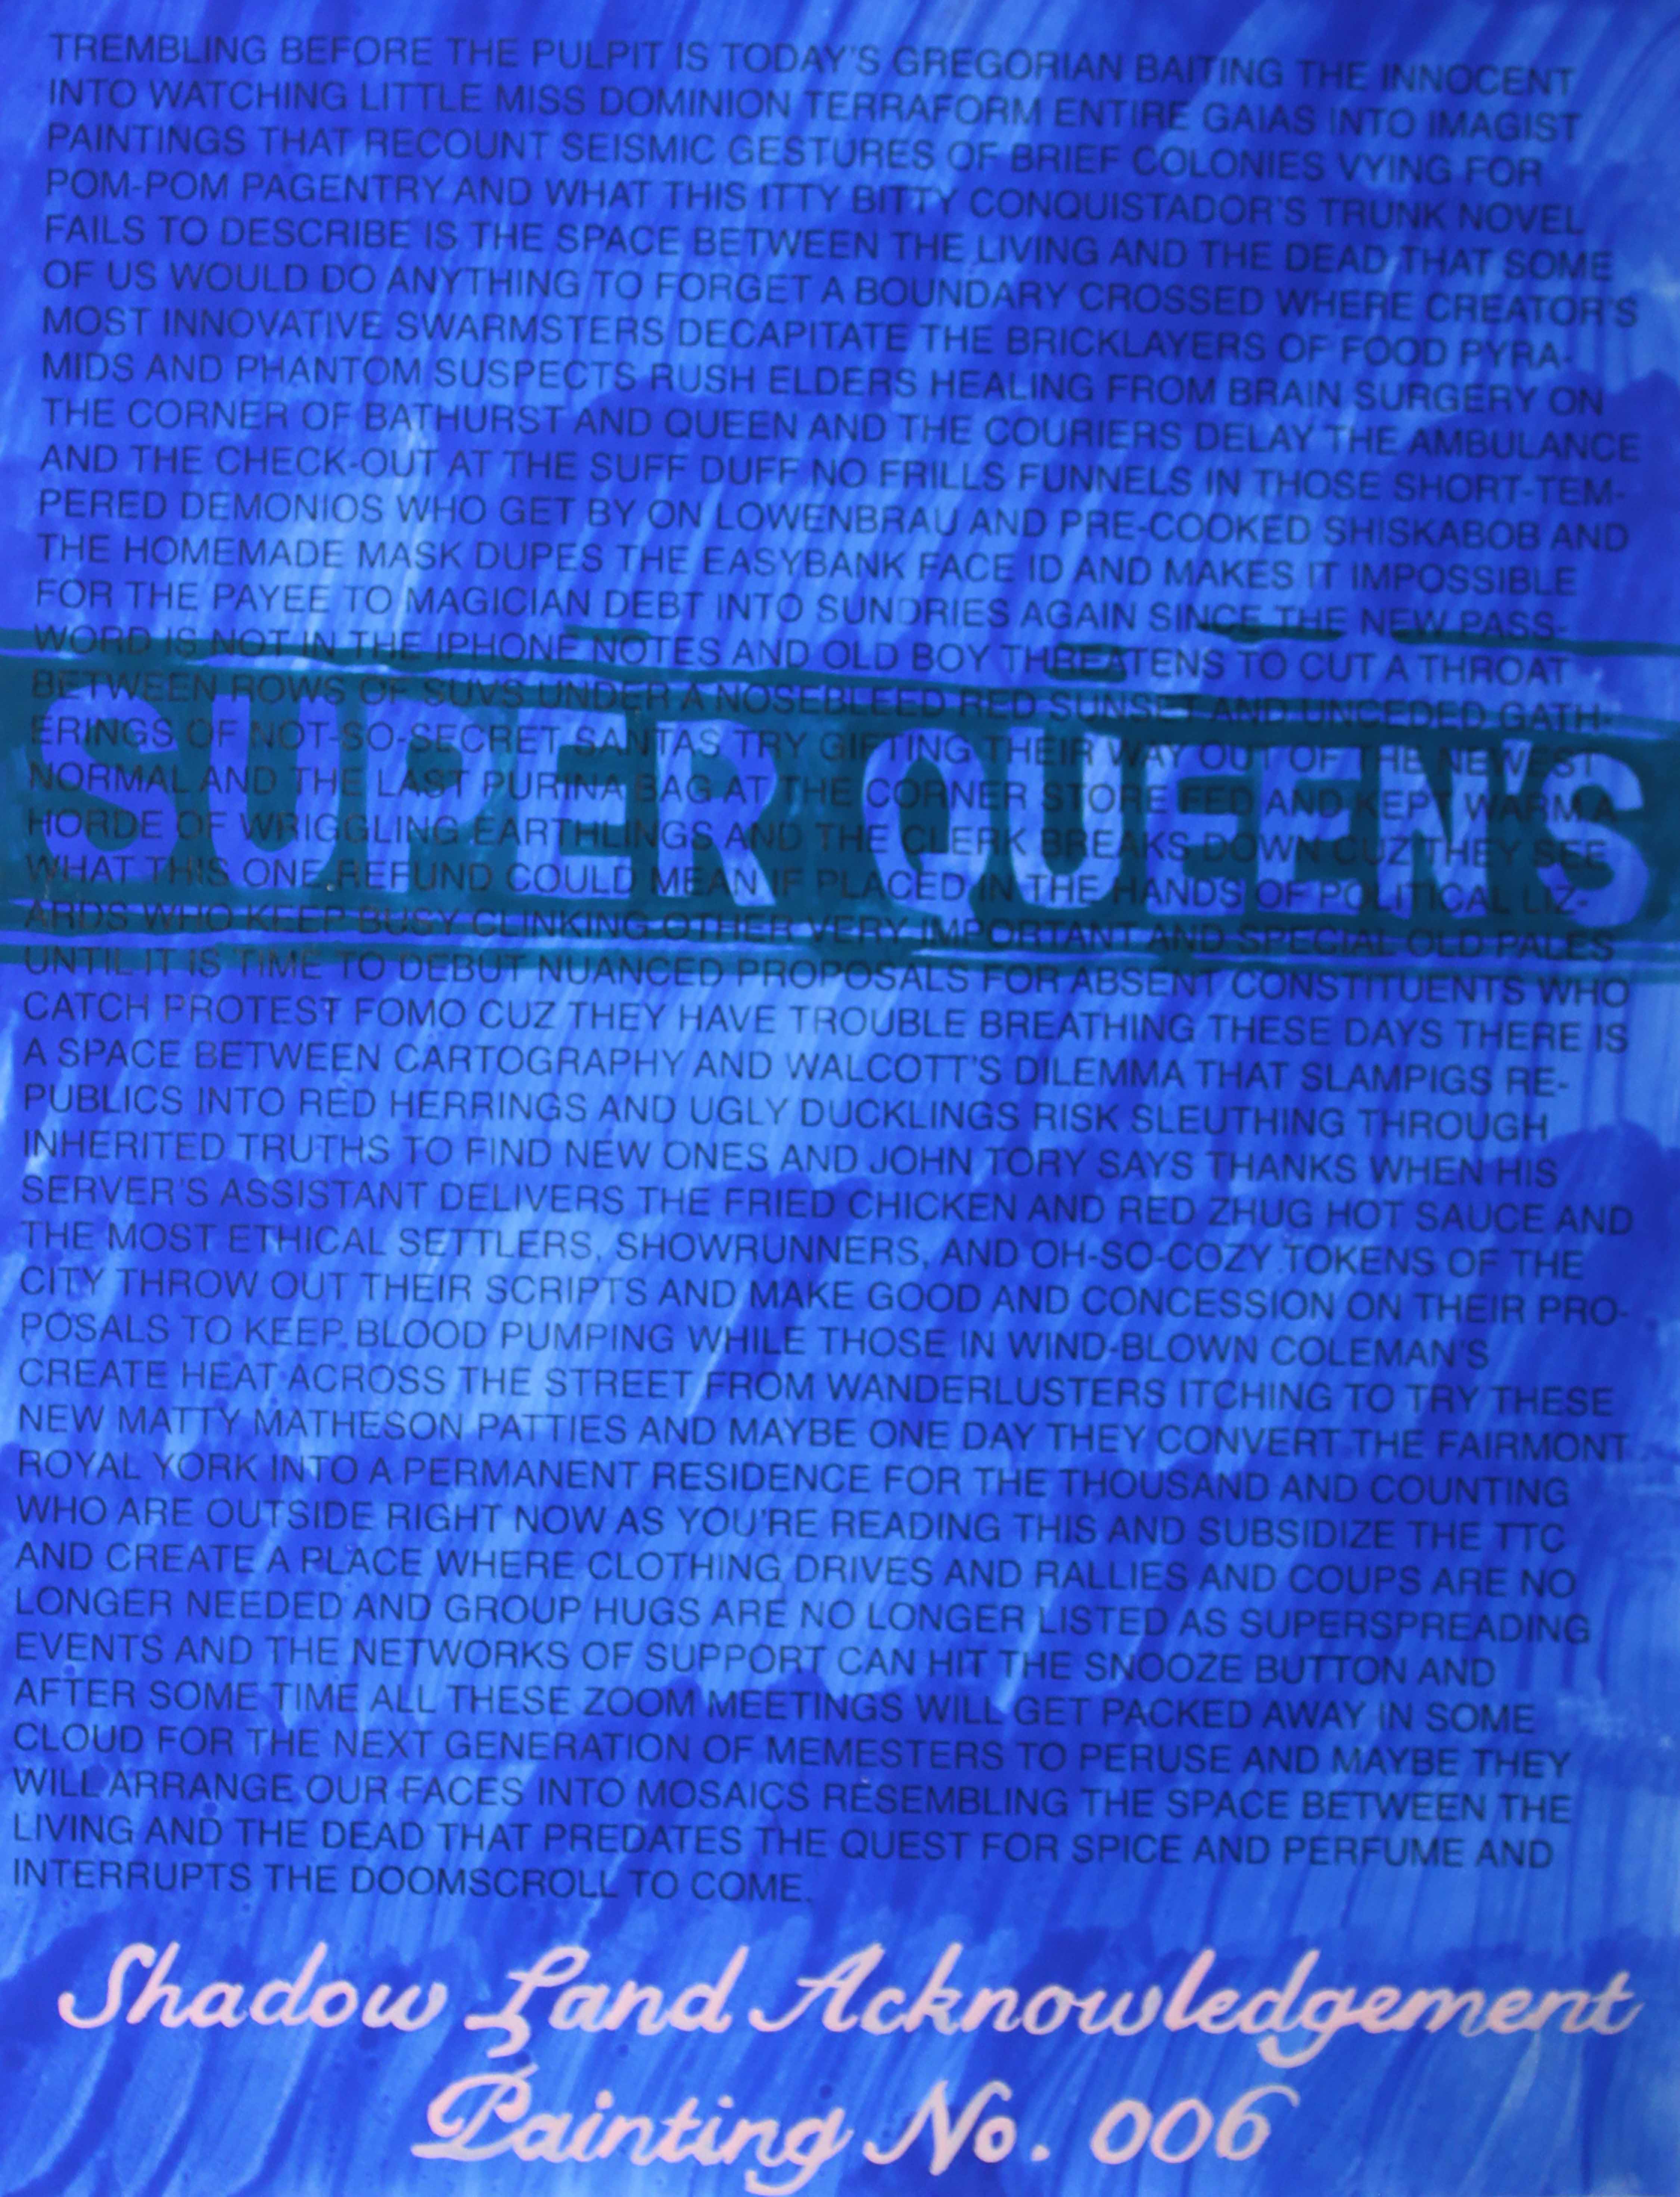 TREMBLING BEFORE THE PULPIT IS TODAY'S GREGORIAN BAITING THE INNOCENT
INTO WATCHING LITTLE MISS DOMINION TERRAFORM ENTIRE GAIAS INTO IMAGIST
PAINTINGS THAT RECOUNT SEISMIC GESTURES OF BRIEF COLONIES VYING FOR
POM-POM PAGENTRY AND WHAT THIS ITTY BITTY CONQUISTADOR'S TRUNK NOVEL
FAILS TO DESCRIBE IS THE SPACE BETWEEN THE LIVING AND THE DEAD THAT SOME
OF US WOULD DO ANYTHING TO FORGET A BOUNDARY CROSSED WHERE CREATOR'S
MOST INNOVATIVE SWARMSTERS DECAPITATE THE BRICKLAYERS OF FOOD PYRA-
MIDS AND PHANTOM SUSPECTS RUSH ELDERS HEALING FROM BRAIN SURGERY ON
THE CORNER OF BATHURST AND QUEEN AND THE COURIERS DELAY THE AMBULANCE
AND THE CHECK-OUT AT THE SUFF DUFF NO FRILLS FUNNELS IN THOSE SHORT-TEM-
PERED DEMONIOS WHO GET BY ON LOWENBRAU AND PRE-COOKED SHISKABOB AND
THE HOMEMADE MASK DUPES THE EASYBANK FACE ID AND MAKES IT IMPOSSIBLE
FOR THE PAYEE TO MAGICIAN DEBT INTO SUNDRIES AGAIN SINCE THE NEW PASS-
WORD IS NOT IN THE IPHONE NOTES AND OLD BOY THREATENS TO CUT A THROAT
BETWEEN ROWS OF SUVS UNDER A NOSEBLEED RED SUNSET AND UNCEDED GATH-
ERINGS OF NOT-SO-SECRET SANTAS TRY GIFTING THEIR WAY OUT OF THE NEWEST
SUPER QUEEN'S
NORMAL AND THE LAST PURINA BAG AT THE CORNER STORE FED AND KEPT WARM A
HORDE OF WRIGGLING EARTHLINGS AND THE CLERK BREAKS DOWN CUZ THEY SEE
WHAT THIS ONE REFUND COULD MEAN IF PLACED IN THE HANDS OF POLITICAL LIZ-
ARDS WHO KEEP BUSY CLINKING OTHER VERY IMPORTANT AND SPECIAL OLD PALES
UNTIL IT IS TIME TO DEBUT NUANCED PROPOSALS FOR ABSENT CONSTITUENTS WHO
CATCH PROTEST FOMO CUZ THEY HAVE TROUBLE BREATHING THESE DAYS THERE IS
A SPACE BETWEEN CARTOGRAPHY AND WALCOTT'S DILEMMA THAT SLAMPIGS RE-
PUBLICS INTO RED HERRINGS AND UGLY DUCKLINGS RISK SLEUTHING THROUGH
INHERITED TRUTHS TO FIND NEW ONES AND JOHN TORY SAYS THANKS WHEN HIS
SERVER'S ASSISTANT DELIVERS THE FRIED CHICKEN AND RED ZHUG HOT SAUCE AND
THE MOST ETHICAL SETTLERS, SHOWRUNNERS, AND OH-SO-COZY TOKENS OF THE
CITY THROW OUT THEIR SCRIPTS AND MAKE GOOD AND CONCESSION ON THEIR PRO-
POSALS TO KEEP BLOOD PUMPING WHILE THOSE IN WIND-BLOWN COLEMAN'S
CREATE HEAT ACROSS THE STREET FROM WANDERLUSTERS ITCHING TO TRY THESE
NEW MATTY MATHESON PATTIES AND MAYBE ONE DAY THEY CONVERT THE FAIRMONT
ROYAL YORK INTO A PERMANENT RESIDENCE FOR THE THOUSAND AND COUNTING
WHO ARE OUTSIDE RIGHT NOW AS YOU'RE READING THIS AND SUBSIDIZE THE TTC
AND CREATE A PLACE WHERE CLOTHING DRIVES AND RALLIES AND COUPS ARE NO
LONGER NEEDED AND GROUP HUGS ARE NO LONGER LISTED AS SUPERSPREADING
EVENTS AND THE NETWORKS OF SUPPORT CAN HIT THE SNOOZE BUTTON AND
AFTER SOME TIME ALL THESE ZOOM MEETINGS WILL GET PACKED AWAY IN SOME
CLOUD FOR THE NEXT GENERATION OF MEMESTERS TO PERUSE AND MAYBE THEY
WILL ARRANGE OUR FACES INTO MOSAICS RESEMBLING THE SPACE BETWEEN THE
LIVING AND THE DEAD THAT PREDATES THE QUEST FOR SPICE AND PERFUME AND
INTERRUPTS THE DOOMSCROLL TO COME.
Shadow Land Acknowledgement
Painting No. 006